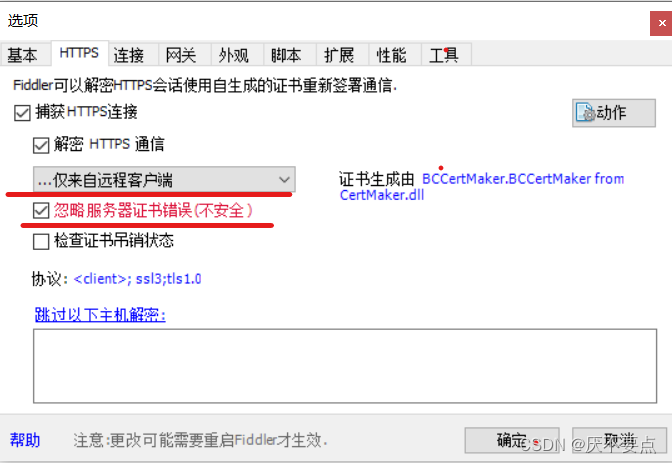 选项
基本 HTTPS 连接 网关 外观 脚本 扩展 性能 工具
Fiddler可以解密HTTPS会话使用自生成的证书重新签署通信.
捕获HTTPS连接
动作
解密 HTTPS 通信
...仅来自远程客户端
证书生成由 BCCertMaker.BCCertMaker from
CertMaker.dll
忽略服务器证书错误(不安全)
检查证书吊销状态
协议: <client>; ssl3;tls1.0
跳过以下主机解密:
帮助
注意:更改可能需要重启Fiddler才生效.
确定
取消
CSDN @厌不要点